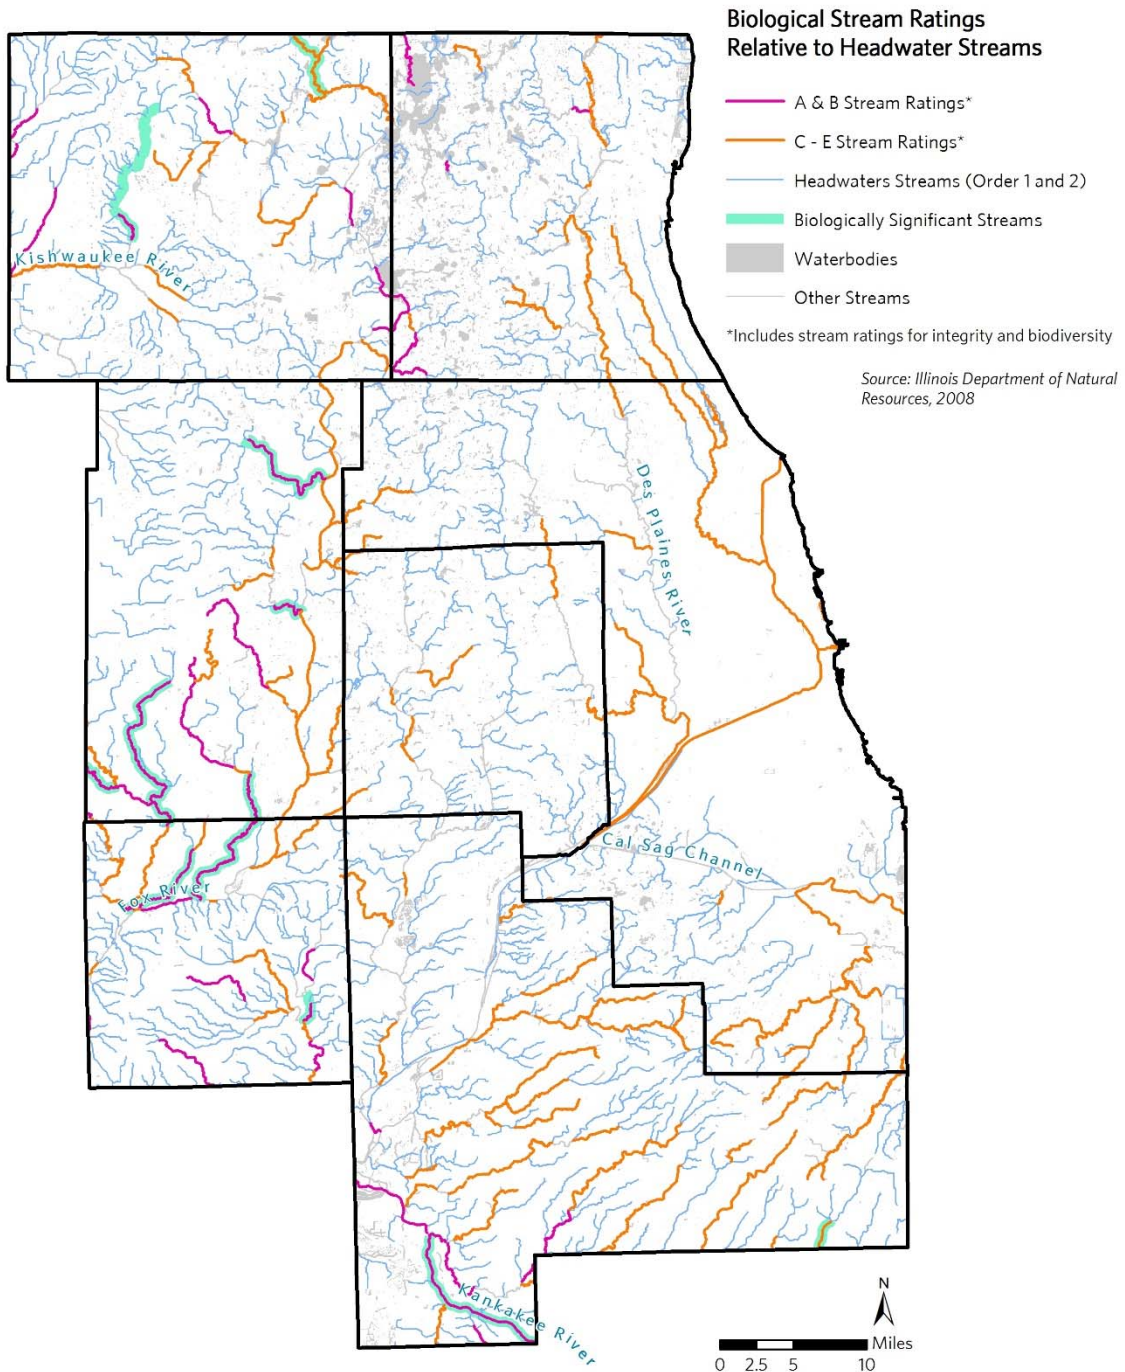 Biological Stream Ratings
Relative to Headwater Streams
A & B Stream Ratings*
C - E Stream Ratings*
Headwaters Streams (Order 1 and 2)
Biologically Significant Streams
Waterbodies
Other Streams
*Includes stream ratings for integrity and biodiversity
Source: Illinois Department of Natural
Resources, 2008
Kishwaukee River
Des Plaines River
Cal Sag Channel
Fox River
Kankakee River
N
Miles
0 2.5 5 10